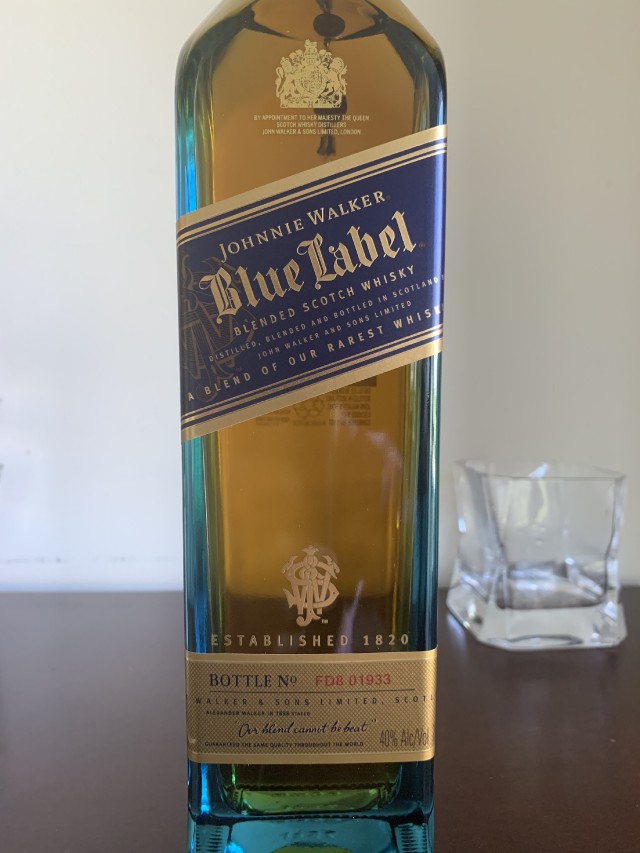 BY APPOINTMENT TO HER MAJESTY THE QUEEN
SCOTCH WHISKY DISTILLERS
JOHN WALKER & SONS LIMITED, LONDON
JOHNNIE WALKER
Blue Label
BLENDED SCOTCH WHISKY
DISTILLED, BLENDED AND BOTTLED IN SCOTLAND
JOHN WALKER AND SONS LIMITED
A BLEND OF OUR RAREST WHIS
ESTABLISHED 1820
BOTTLE Nº FD8 01933
WALKER & SONS LIMITED, SCOT
ALEXANDER WALKER IN 1888 STATED
"Our blend cannot be beat"
GUARANTEED THE SAME QUALITY THROUGHOUT THE WORLD
40% Alc/Vol